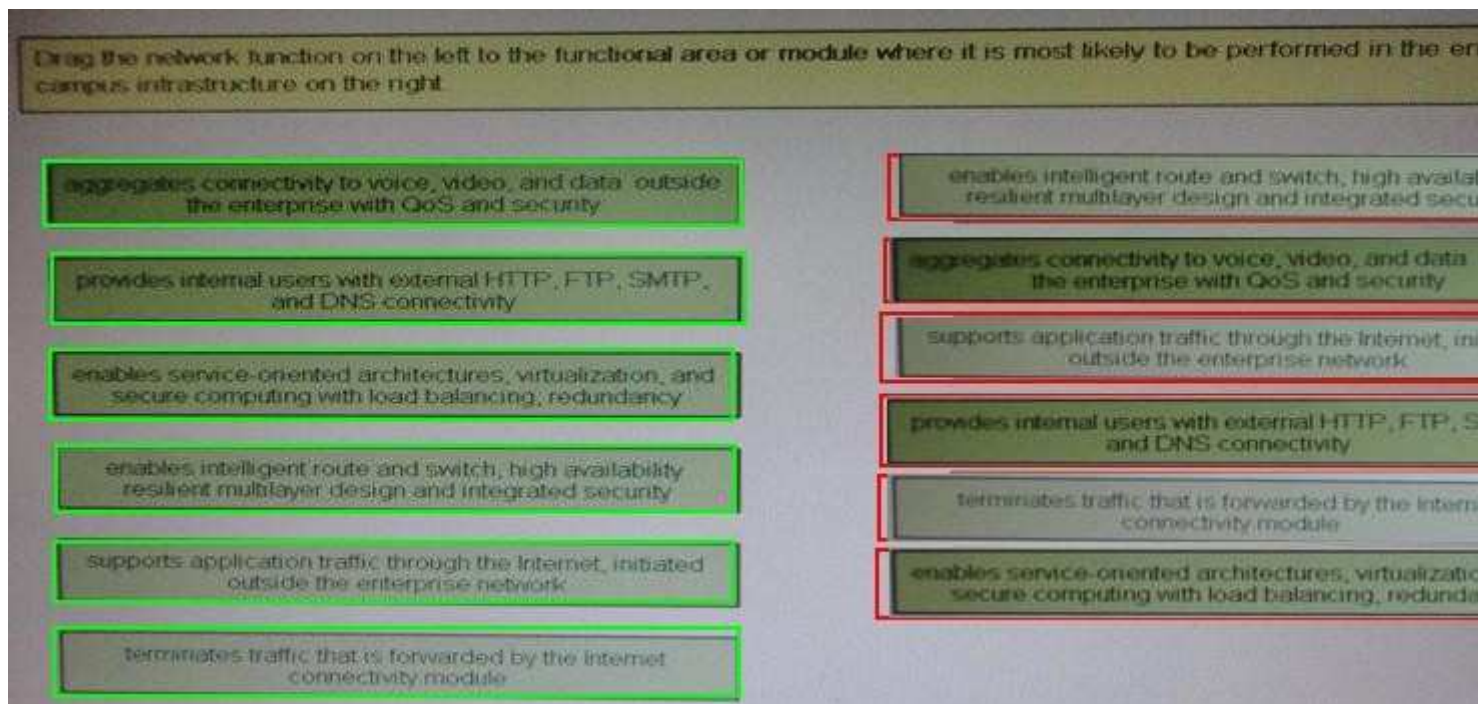 Drag the network function on the left to the functional area or module where it is most likely to be performed in the
campus infrastructure on the right.
aggregates connectivity to voice, video, and data outside
the enterprise with QoS and security
provides internal users with external HTTP, FTP, SMTP,
and DNS connectivity
enables service-oriented architectures, virtualization, and
secure computing with load balancing, redundancy
enables intelligent route and switch, high availability
resilient multilayer design and integrated security
supports application traffic through the Internet, initiated
outside the enterprise network
terminates traffic that is forwarded by the Internet
connectivity module
enables intelligent route and switch, high
resilient multilayer design and integrated
aggregates connectivity to voice, video, and data
the enterprise with QoS and security
supports application traffic through the Internet,
outside the enterprise network
provides internal users with external HTTP, FTP,
and DNS connectivity
terminates traffic that is forwarded by the
connectivity module
enables service-oriented architectures,
secure computing with load balancing,